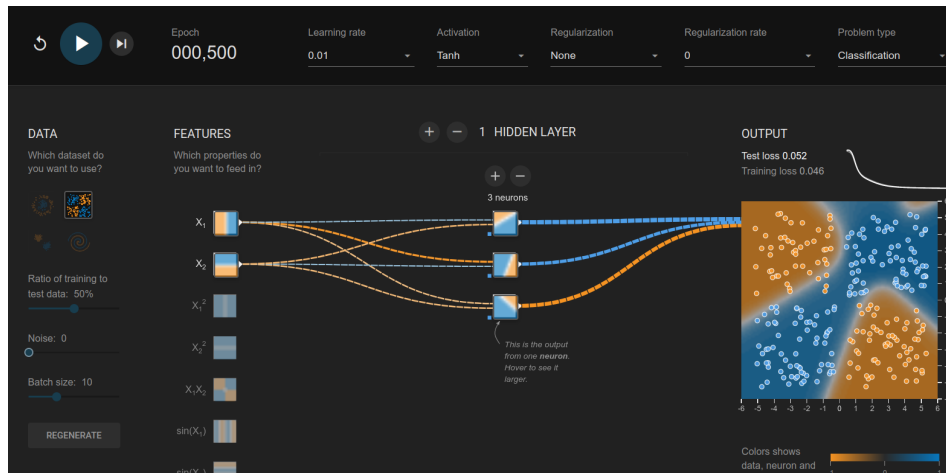 Epoch
000,500
Learning rate
0.01
Activation
Tanh
Regularization
None
Regularization rate
0
Problem type
Classification
DATA
Which dataset do
you want to use?
Ratio of training to
test data: 50%
Noise: 0
Batch size: 10
REGENERATE
FEATURES
Which properties do
you want to feed in?
X₁
X₂
X₁²
X₂²
X₁X₂
sin(X₁)
sin(X₂)
1 HIDDEN LAYER
3 neurons
This is the output
from one neuron.
Hover to see it
larger.
OUTPUT
Test loss 0.052
Training loss 0.046
-6 -5 -4 -3 -2 -1 0 1 2 3 4 5 6
Colors shows
data, neuron and